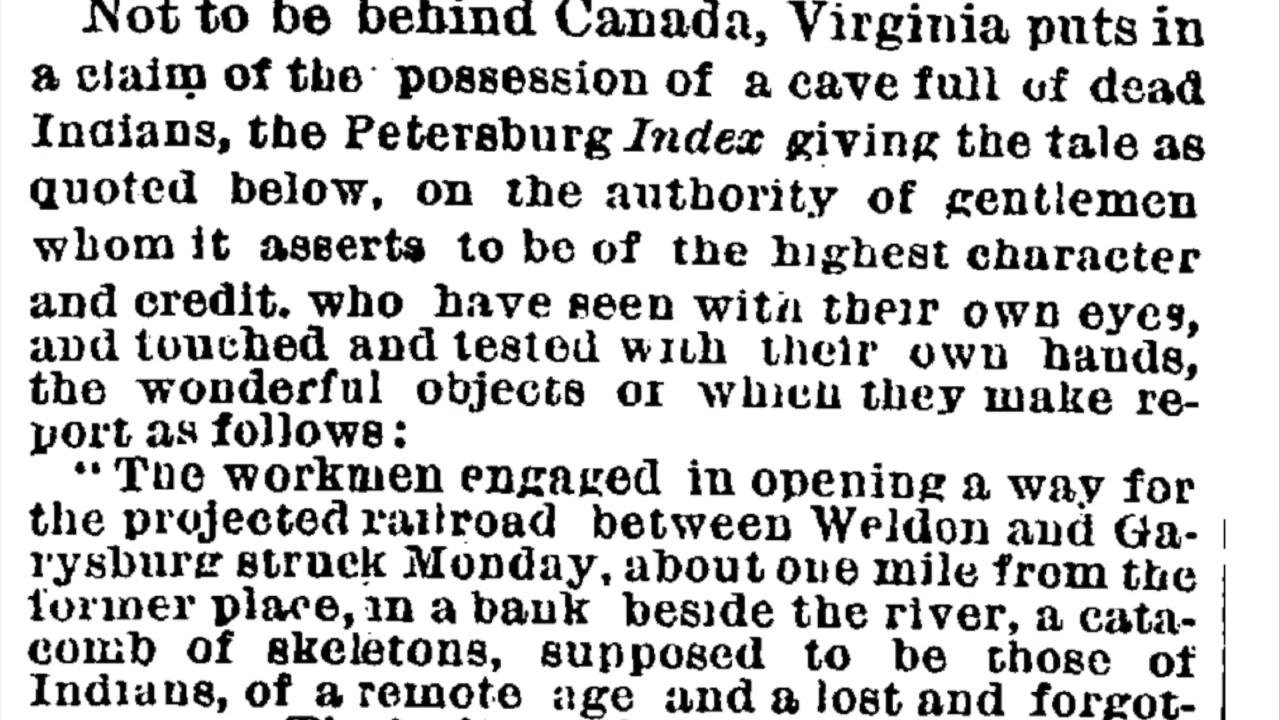 Not to be behind Canada, Virginia puts in
a claim of the possession of a cave full of dead
Indians, the Petersburg Index giving the tale as
quoted below, on the authority of gentlemen
whom it asserts to be of the highest character
and credit. who have seen with their own eyes,
and touched and tested with their own hands,
the wonderful objects of which they make re-
port as follows:
"The workmen engaged in opening a way for
the projected railroad between Weldon and Ga-
rysburg struck Monday, about one mile from the
former place, in a bank beside the river, a cata-
comb of skeletons, supposed to be those of
Indians, of a remote age and a lost and forgot-